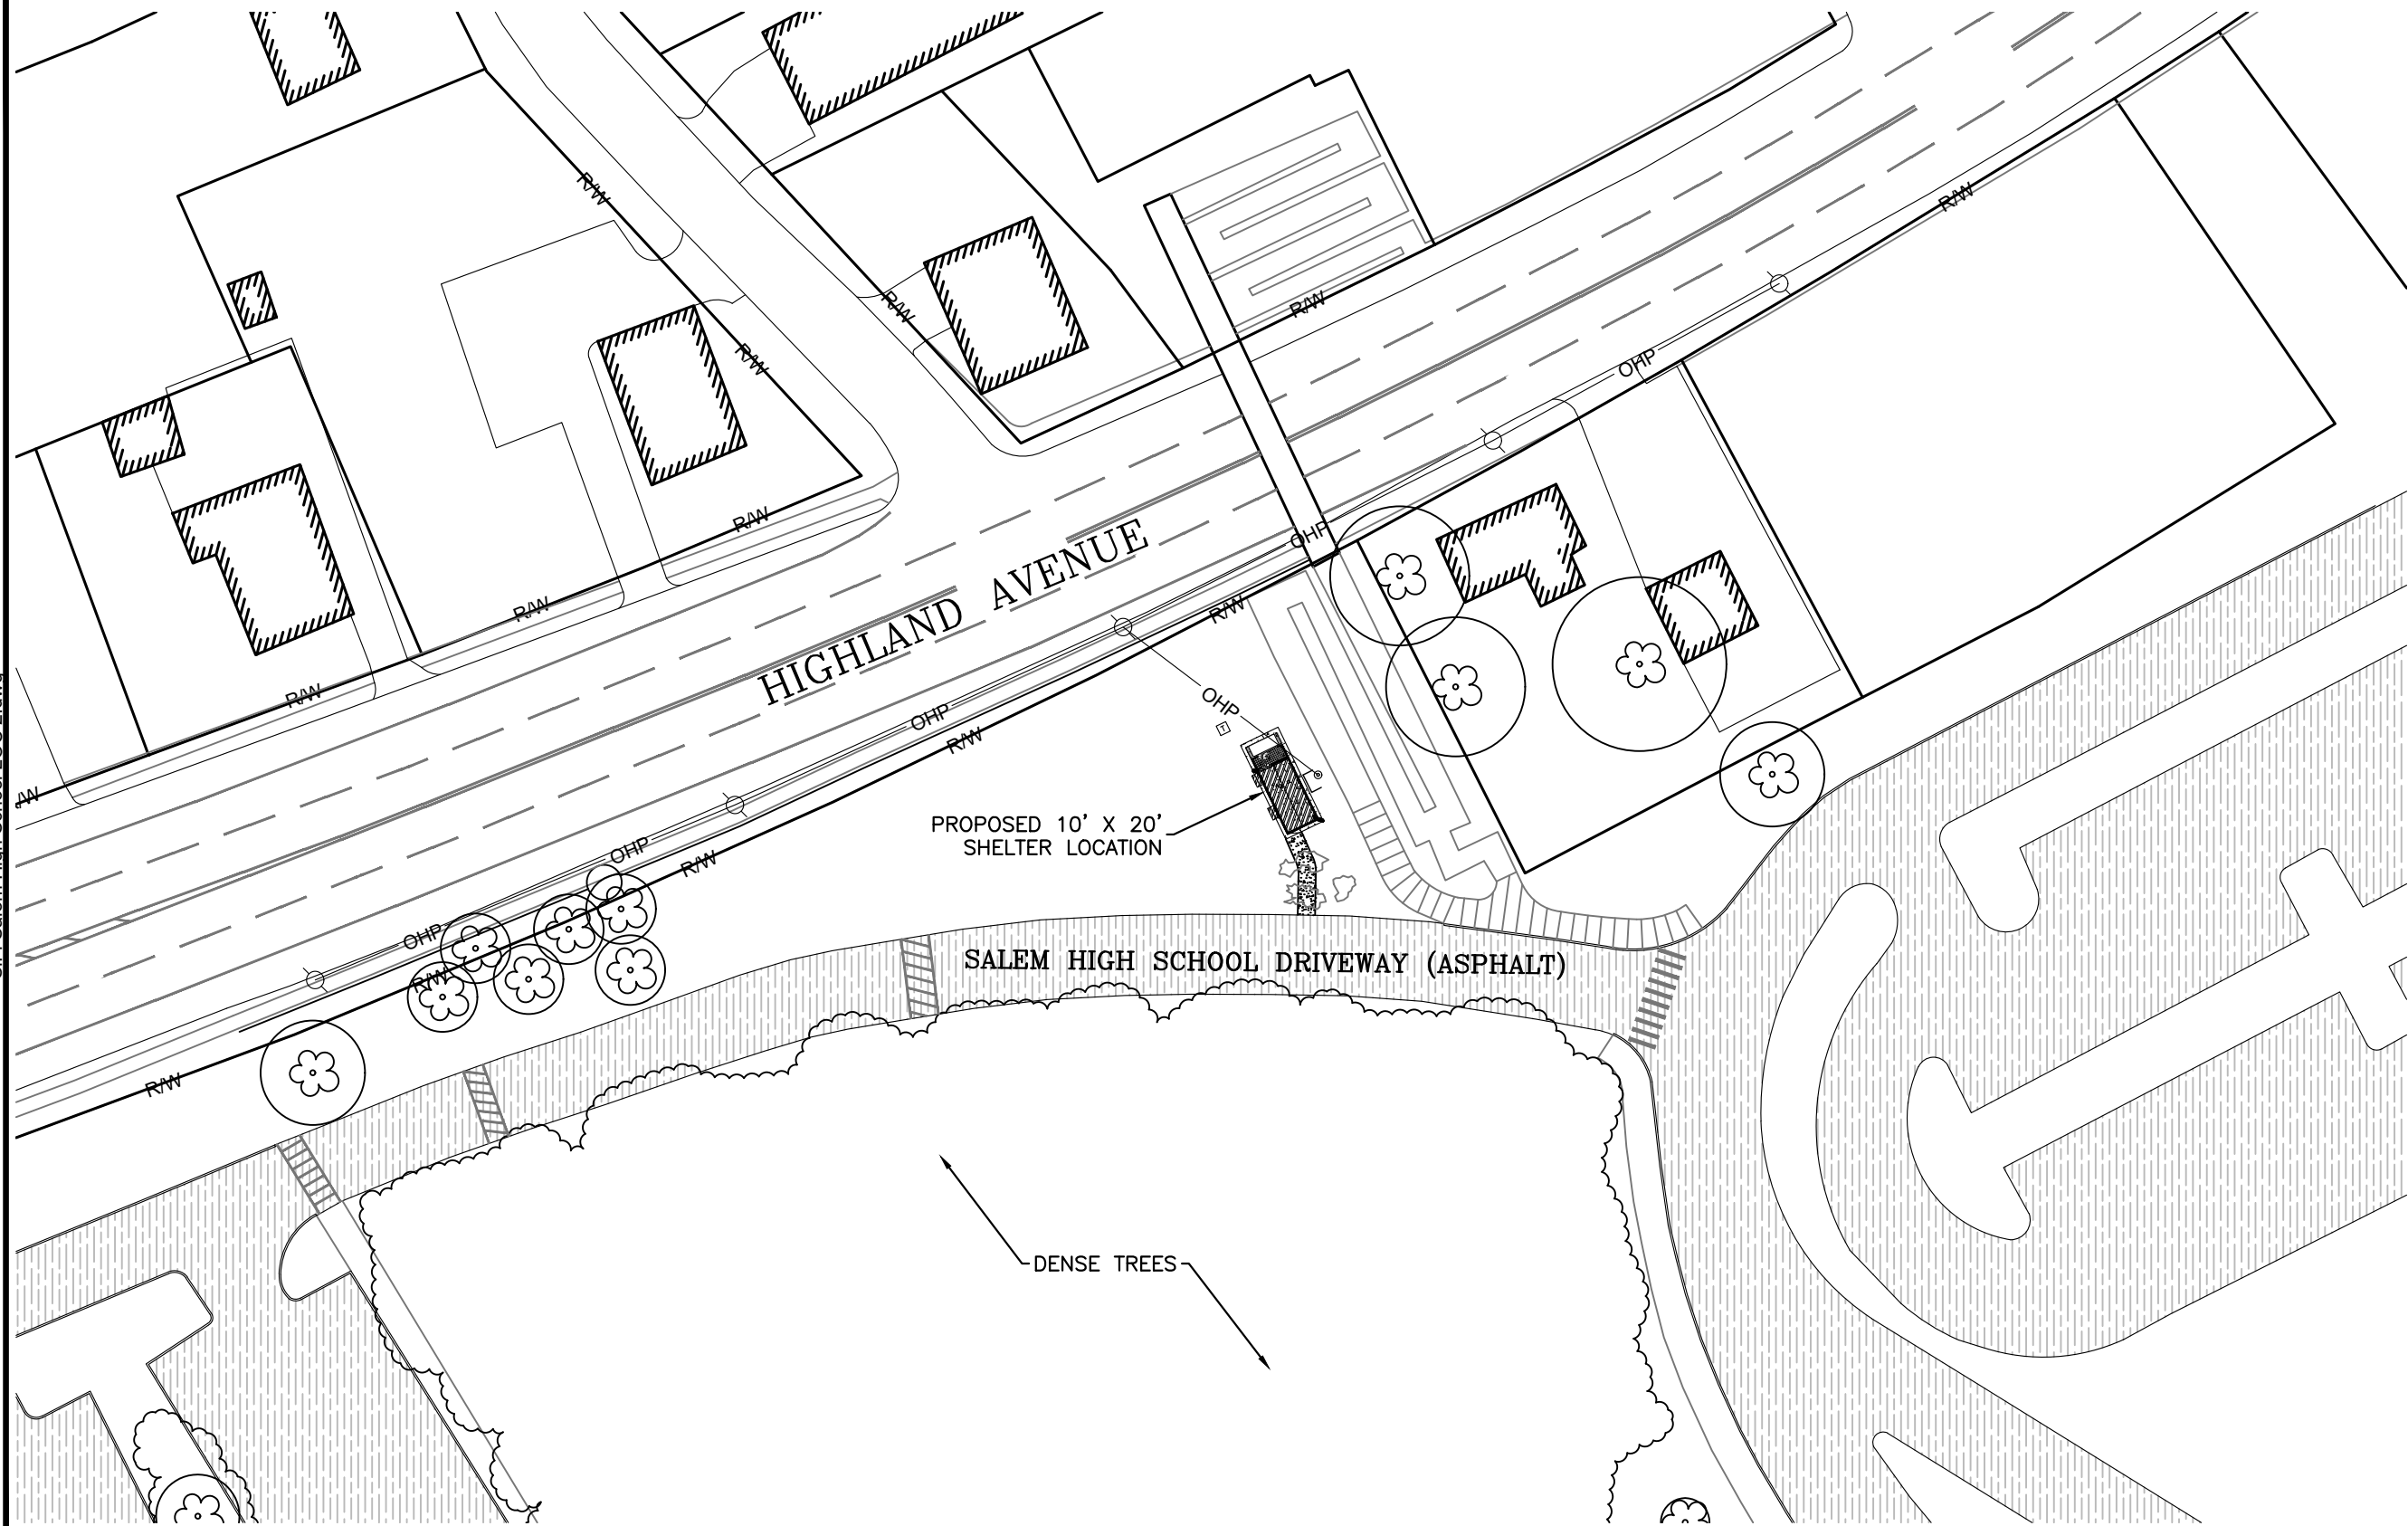 R/W
R/W
R/W
R/W
R/W
OHP
R/W
R/W
HIGHLAND AVENUE
OHP
R/W
R/W
OHP
OHP
R/W
/W
PROPOSED 10' X 20'
SHELTER LOCATION
OHP
R/W
OHP
R/W
SALEM HIGH SCHOOL DRIVEWAY (ASPHALT)
R/W
DENSE TREES
T